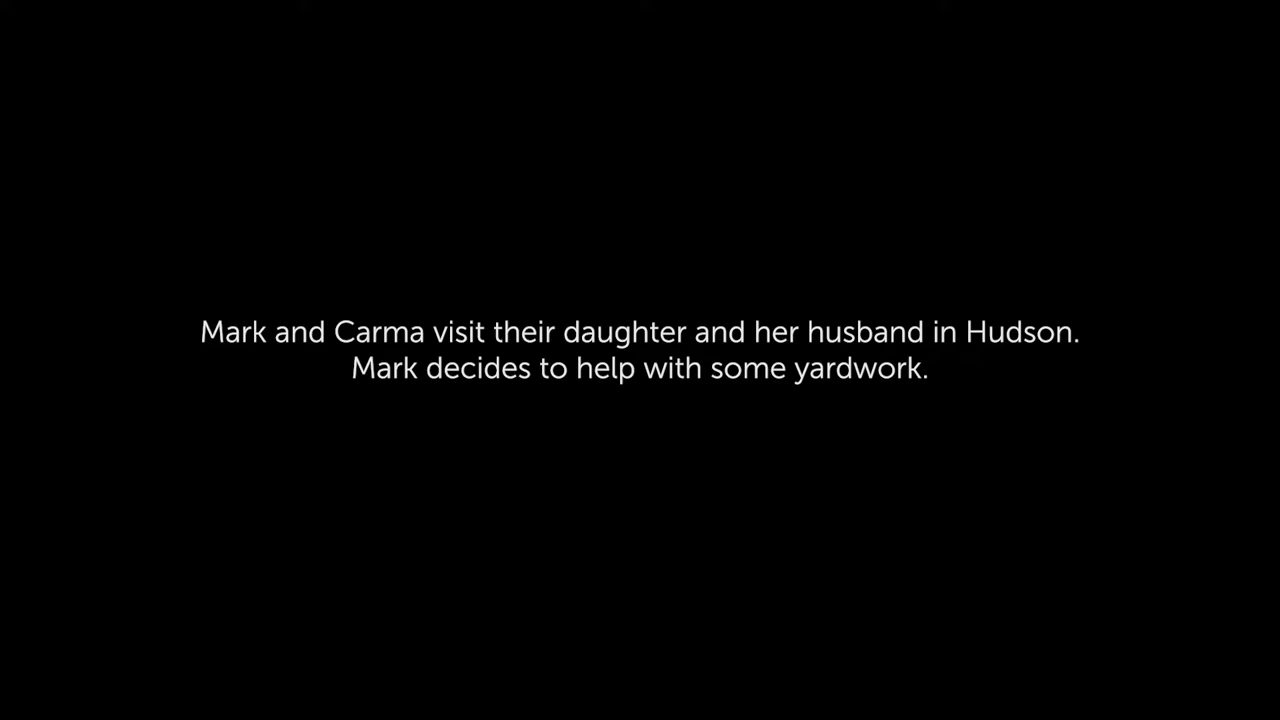 Mark and Carma visit their daughter and her husband in Hudson.
Mark decides to help with some yardwork.